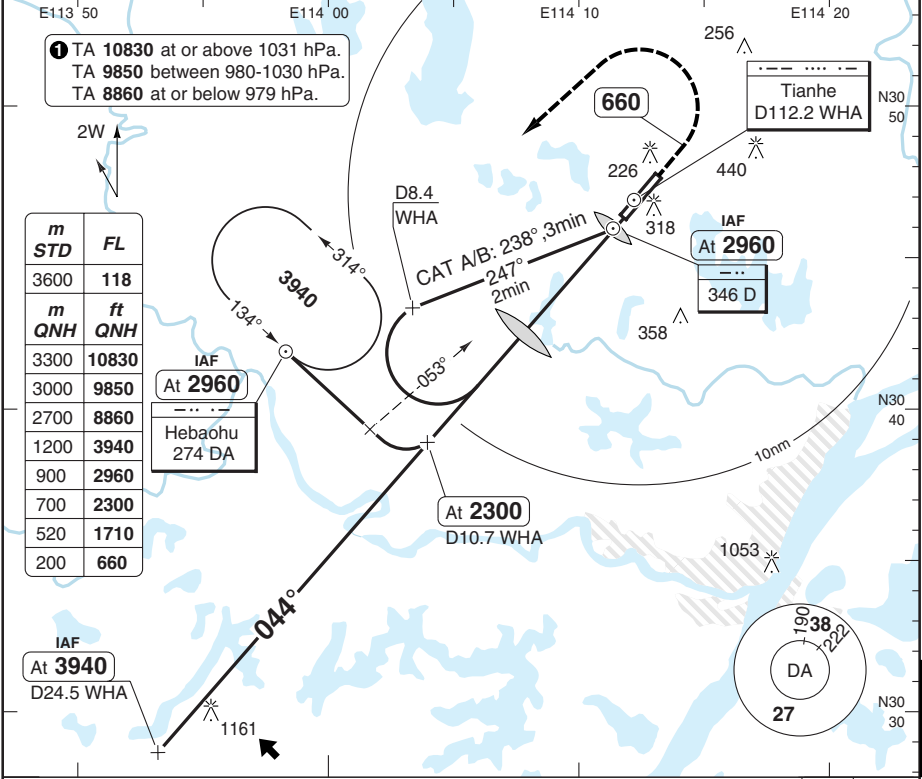 E113 50
E114 00
E114 10
E114 20
1 TA 10830 at or above 1031 hPa.
TA 9850 between 980-1030 hPa.
TA 8860 at or below 979 hPa.
256
Tianhe
D112.2 WHA
N30
50
660
2W
226
440
318
D8.4
WHA
CAT A/B: 238°,3min
247°
2min
IAF
At 2960
346 D
m
STD
FL
3600 118
m
QNH
ft
QNH
3300 10830
3000 9850
2700 8860
1200 3940
900 2960
700 2300
520 1710
200 660
314°
3940
134°
358
IAF
At 2960
Hebaohu
274 DA
053°
N30
40
10nm
At 2300
D10.7 WHA
1053
044°
IAF
At 3940
D24.5 WHA
1161
190
38
222
DA
27
N30
30